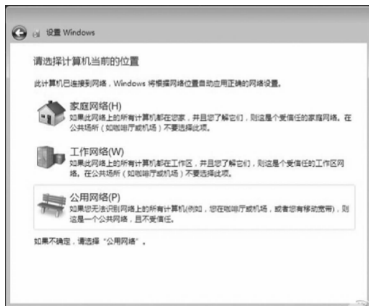 设置 Windows
请选择计算机当前的位置
此计算机已连接到网络，Windows 将根据网络位置自动应用正确的网络设置。
家庭网络(H)
如果此网络上的所有计算机都在您家，并且您了解它们，则这是个受信任的家庭网络。在
公共场所（如咖啡厅或机场）不要选择此项。
工作网络(W)
如果此网络上的所有计算机都在工作区，并且您了解它们，则这是个受信任的工作区网
络。在公共场所（如咖啡厅或机场）不要选择此项。
公用网络(P)
如果您无法识别网络上的所有计算机(例如，您在咖啡厅或机场，或者您有移动宽带)，则
这是一个公共网络，且不受信任。
如果不确定，请选择“公用网络”。